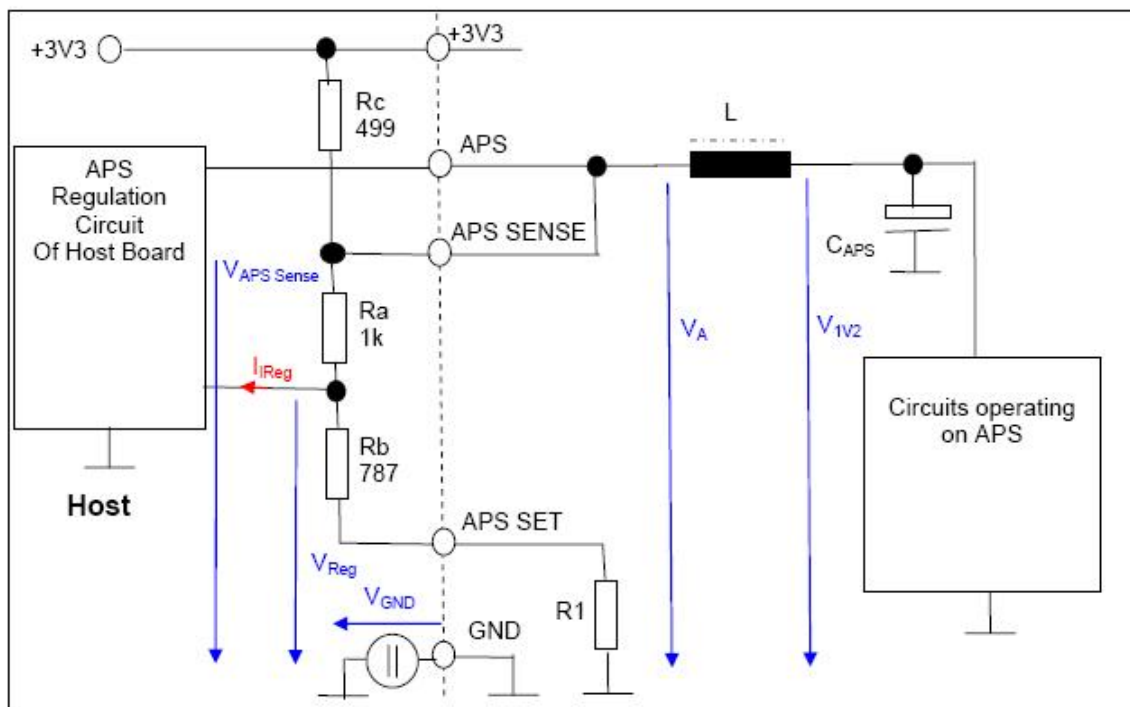 +3V3
+3V3
Rc
499
L
APS
APS
Regulation
Circuit
Of Host Board
APS SENSE
CAPS
VAPS Sense
Ra
1k
VA
V1V2
IIReg
Circuits operating
on APS
Rb
787
Host
APS SET
VReg
VGND
R1
GND